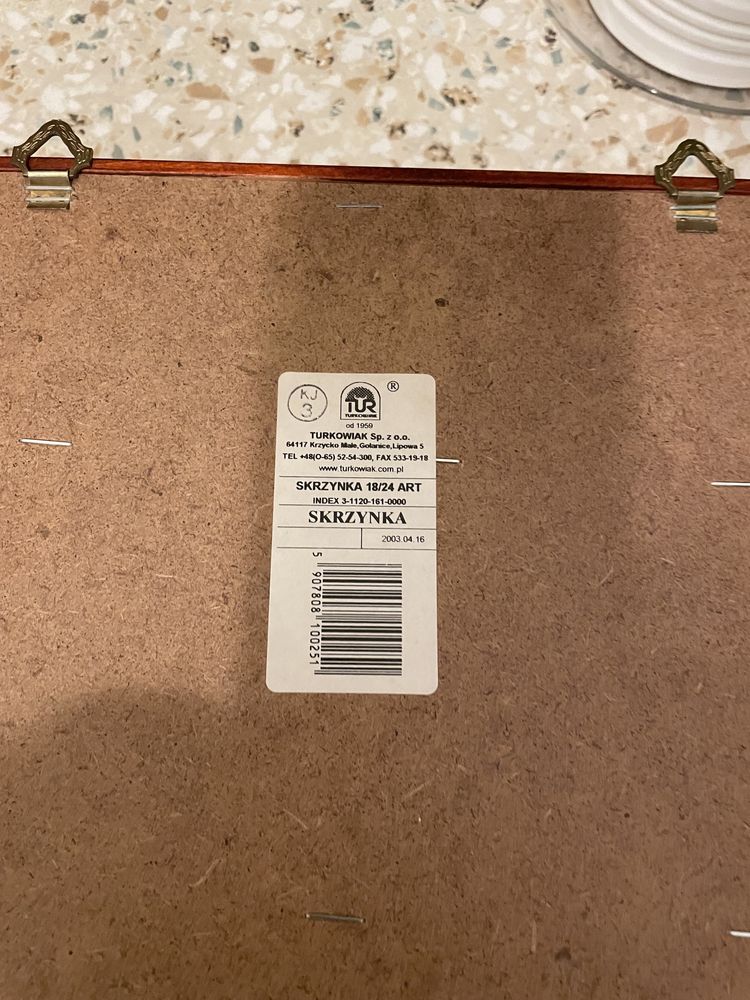 KJ
3
TUR
TURKOWIAK
®
od 1959
TURKOWIAK Sp. z o.o.
64117 Krzycko Małe,Gołanice,Lipowa 5
TEL +48(O-65) 52-54-300, FAX 533-19-18
www.turkowiak.com.pl
SKRZYNKA 18/24 ART
INDEX 3-1120-161-0000
SKRZYNKA
2003.04.16
5 907808 100251